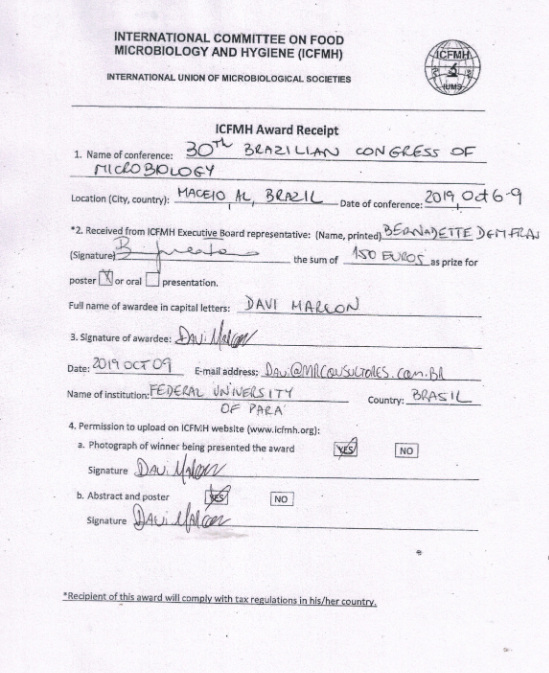 INTERNATIONAL COMMITTEE ON FOOD
MICROBIOLOGY AND HYGIENE (ICFMH)
ICFMH
IUMS
INTERNATIONAL UNION OF MICROBIOLOGICAL SOCIETIES
ICFMH Award Receipt
1. Name of conference: 30TH BRAZILIAN CONGRESS OF
MICROBIOLOGY
Location (City, country): MACEIO AL, BRAZIL Date of conference: 2019, Oct 6-9
*2. Received from ICFMH Executive Board representative: (Name, printed) BERNADETTE
(Signature) the sum of 150 EUROS as prize for
poster X or oral presentation.
Full name of awardee in capital letters: DAVI MARCON
3. Signature of awardee: Davi Marcon
Date: 2019 OCT 09 E-mail address: Davi@MRCONSULTORES.COM.BR
Name of institution: FEDERAL UNIVERSITY Country: BRASIL
OF PARÁ
4. Permission to upload on ICFMH website (www.icfmh.org):
a. Photograph of winner being presented the award YES NO
Signature Davi Marcon
b. Abstract and poster YES NO
Signature Davi Marcon
*Recipient of this award will comply with tax regulations in his/her country.